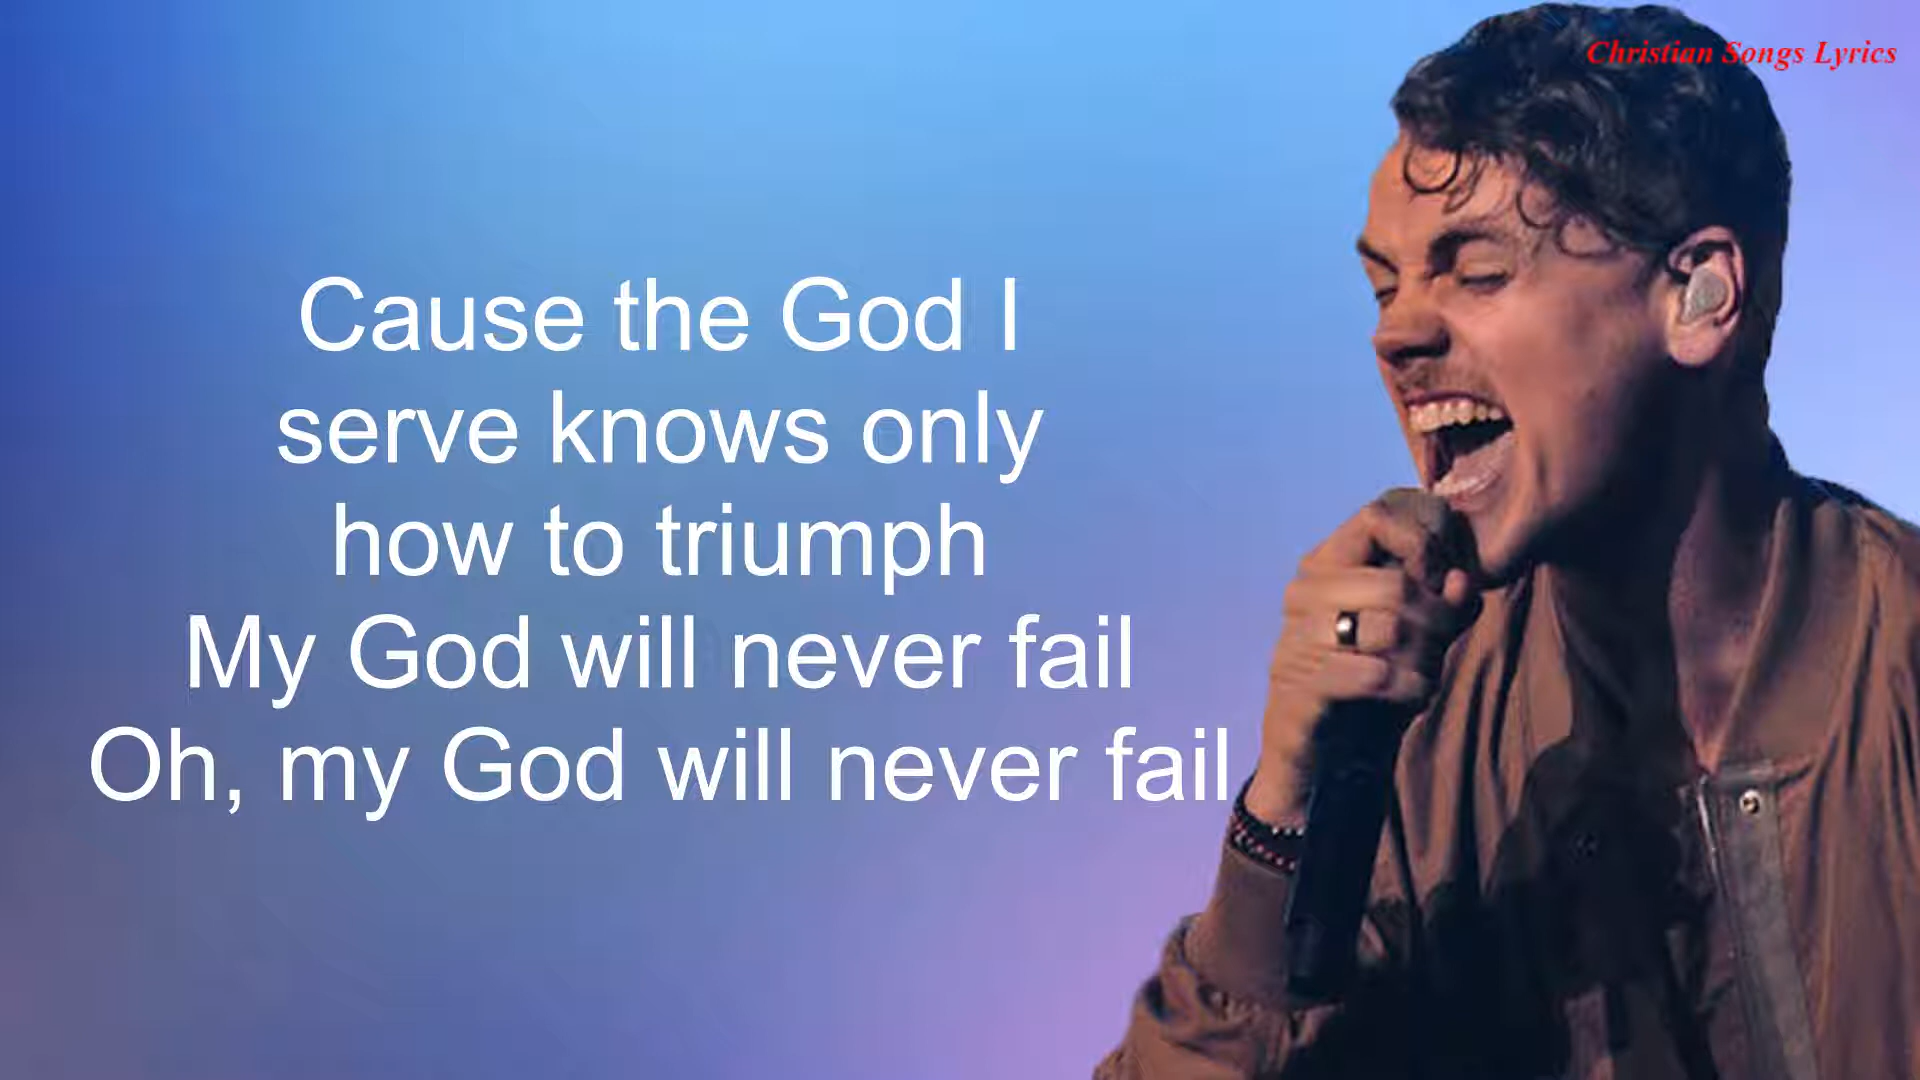 Christian Songs Lyrics
Cause the God I
serve knows only
how to triumph
My God will never fail
Oh, my God will never fail